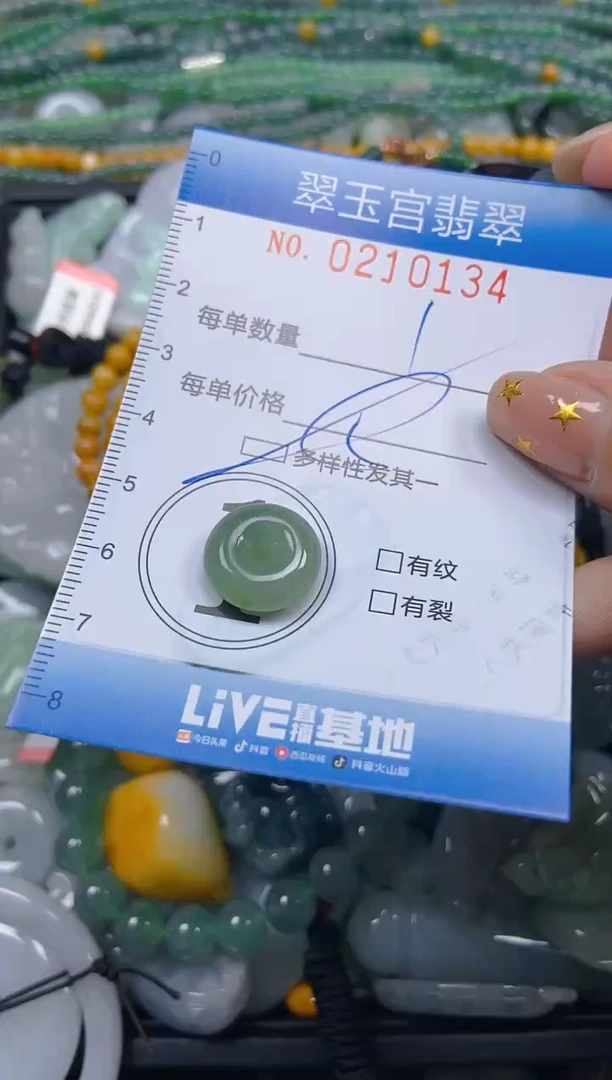 0
翠玉宫翡翠
1
NO. 0210134
2
每单数量
3
每单价格
4
多样性发其一
5
6
有纹
有裂
7
LiVE直播基地
8
今日头条 抖音 西瓜视频 抖音火山版